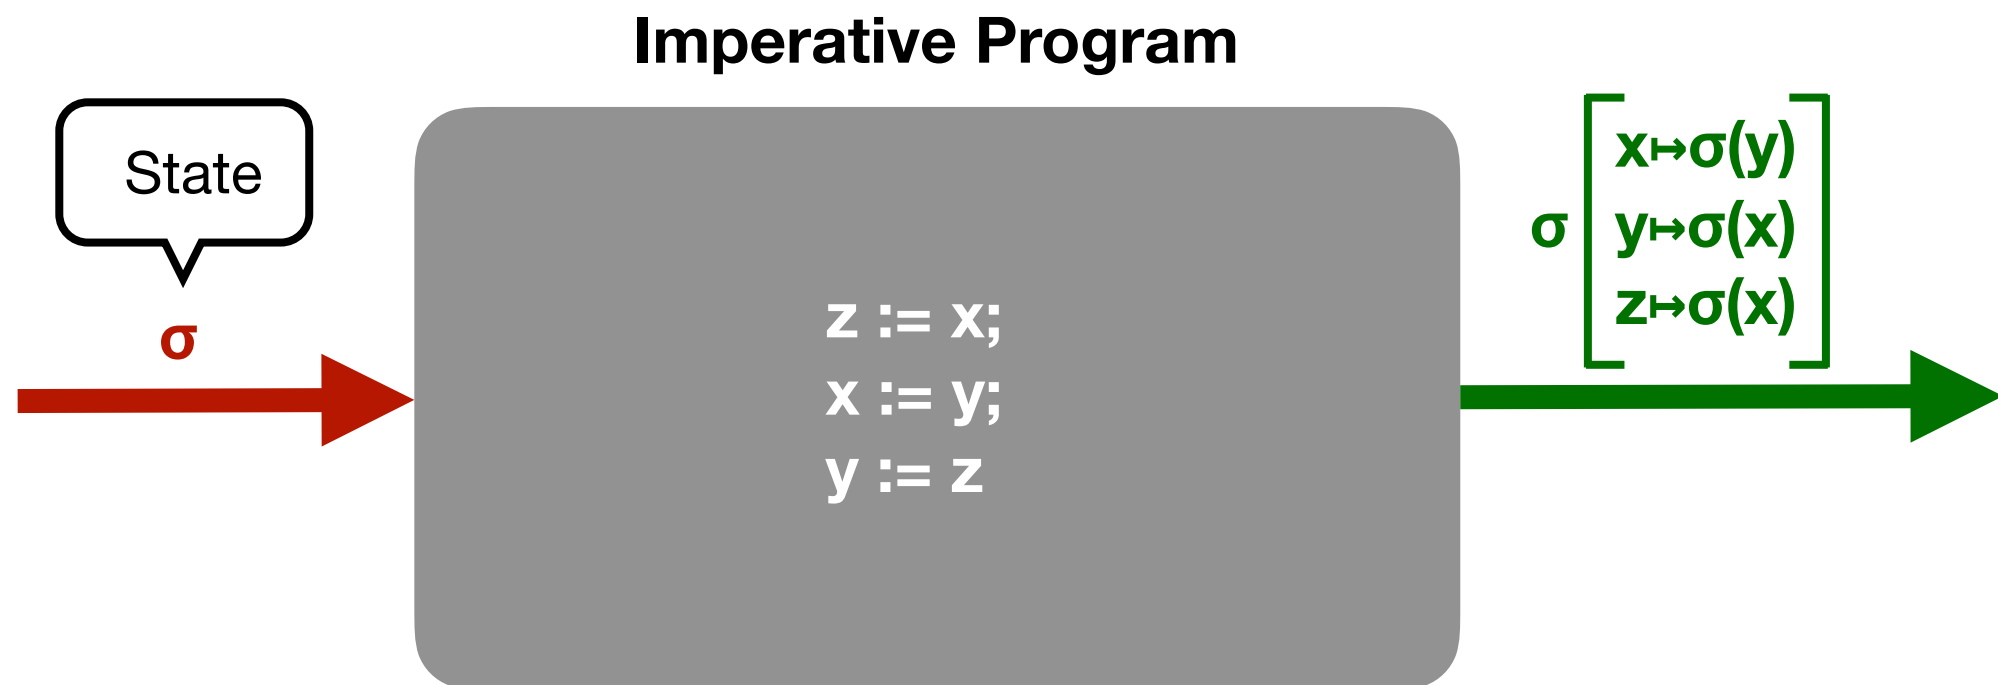 Imperative Program
State
σ
z := x;
x := y;
y := z
σ
x↦σ(y)
y↦σ(x)
z↦σ(x)